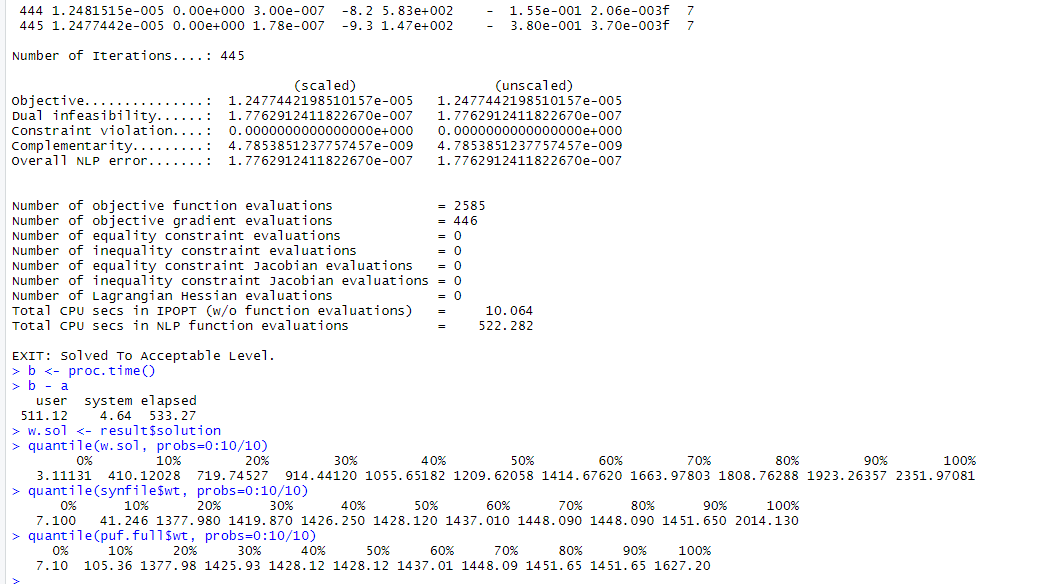 444 1.2481515e-005 0.00e+000 3.00e-007  -8.2 5.83e+002    -  1.55e-001 2.06e-003f  7
445 1.2477442e-005 0.00e+000 1.78e-007  -9.3 1.47e+002    -  3.80e-001 3.70e-003f  7
Number of Iterations....: 445
(scaled)                 (unscaled)
Objective...............:  1.2477442198510157e-005   1.2477442198510157e-005
Dual infeasibility......:  1.7762912411822670e-007   1.7762912411822670e-007
Constraint violation....:  0.0000000000000000e+000   0.0000000000000000e+000
Complementarity.........:  4.7853851237757457e-009   4.7853851237757457e-009
Overall NLP error.......:  1.7762912411822670e-007   1.7762912411822670e-007
Number of objective function evaluations             = 2585
Number of objective gradient evaluations             = 446
Number of equality constraint evaluations            = 0
Number of inequality constraint evaluations          = 0
Number of equality constraint Jacobian evaluations   = 0
Number of inequality constraint Jacobian evaluations = 0
Number of Lagrangian Hessian evaluations             = 0
Total CPU secs in IPOPT (w/o function evaluations)   =     10.064
Total CPU secs in NLP function evaluations           =    522.282
EXIT: Solved To Acceptable Level.
> b <- proc.time()
> b - a
user  system elapsed
511.12    4.64  533.27
> w.sol <- result$solution
> quantile(w.sol, probs=0:10/10)
0%        10%        20%        30%        40%        50%        60%        70%        80%        90%       100%
3.11131  410.12028  719.74527  914.44120 1055.65182 1209.62058 1414.67620 1663.97803 1808.76288 1923.26357 2351.97081
> quantile(synfile$wt, probs=0:10/10)
0%      10%      20%      30%      40%      50%      60%      70%      80%      90%     100%
7.100   41.246 1377.980 1419.870 1426.250 1428.120 1437.010 1448.090 1448.090 1451.650 2014.130
> quantile(puf.full$wt, probs=0:10/10)
0%     10%     20%     30%     40%     50%     60%     70%     80%     90%    100%
7.10  105.36 1377.98 1425.93 1428.12 1428.12 1437.01 1448.09 1451.65 1451.65 1627.20
>